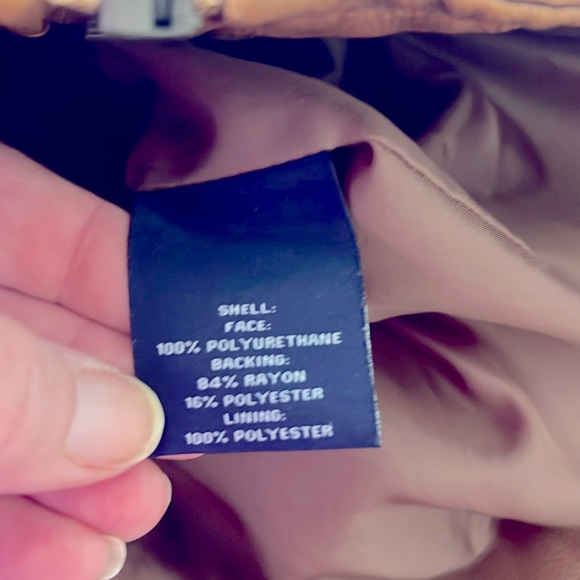 SHELL:
FACE:
100% POLYURETHANE
BACKING:
84% RAYON
16% POLYESTER
LINING:
100% POLYESTER